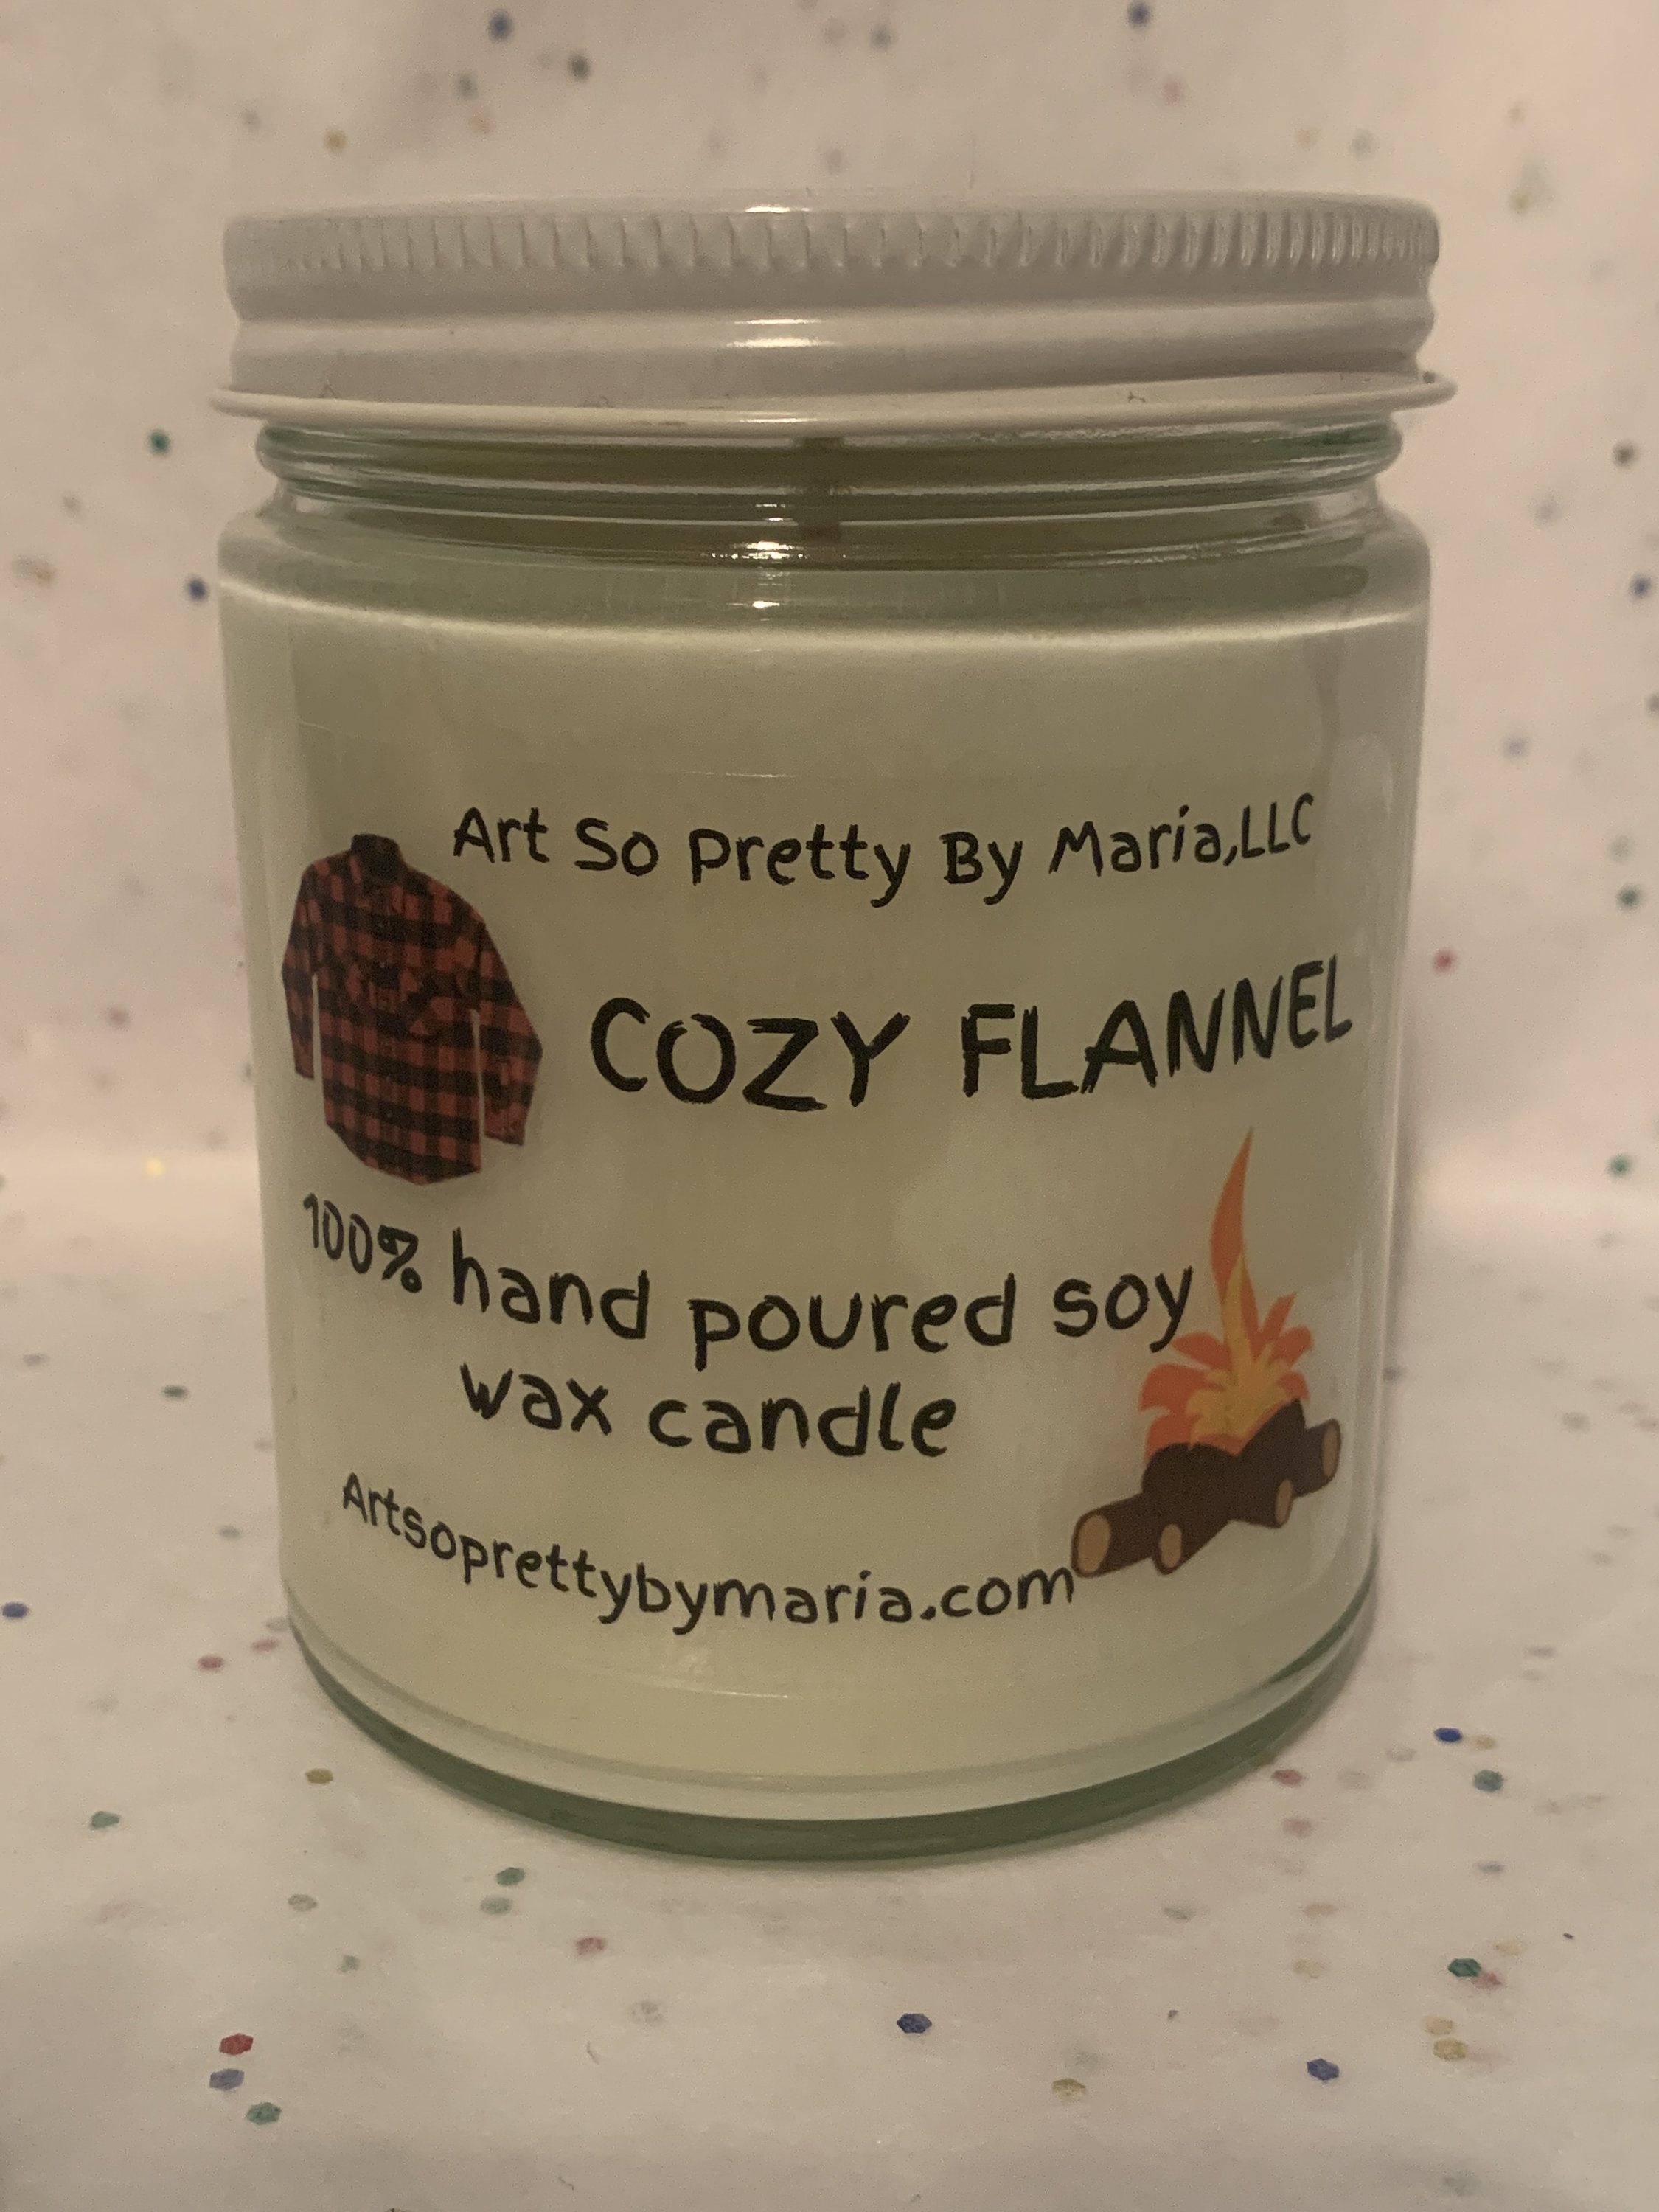 Art So Pretty By Maria,LLC
COZY FLANNEL
100% hand poured soy
wax candle
Artsoprettybymaria.com